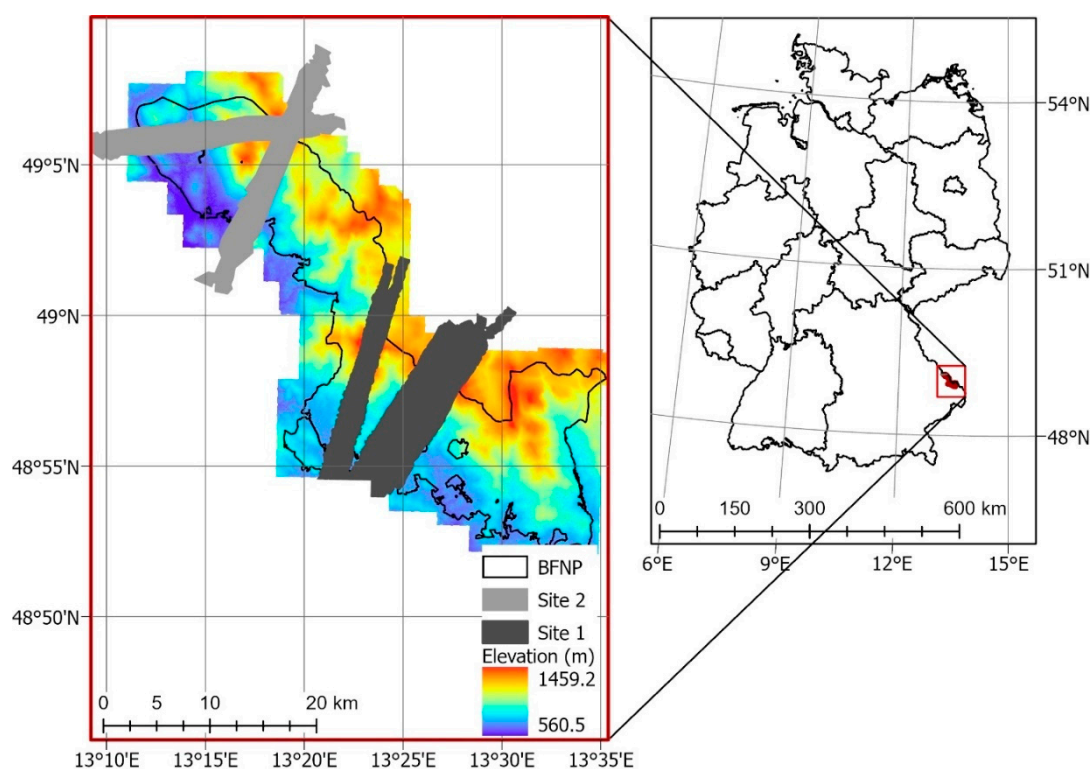 49°5'N
49°N
48°55'N
48°50'N
BFNP
Site 2
Site 1
Elevation (m)
1459.2
560.5
0 5 10 20 km
13°10'E 13°15'E 13°20'E 13°25'E 13°30'E 13°35'E
54°N
51°N
48°N
0 150 300 600 km
6°E 9°E 12°E 15°E